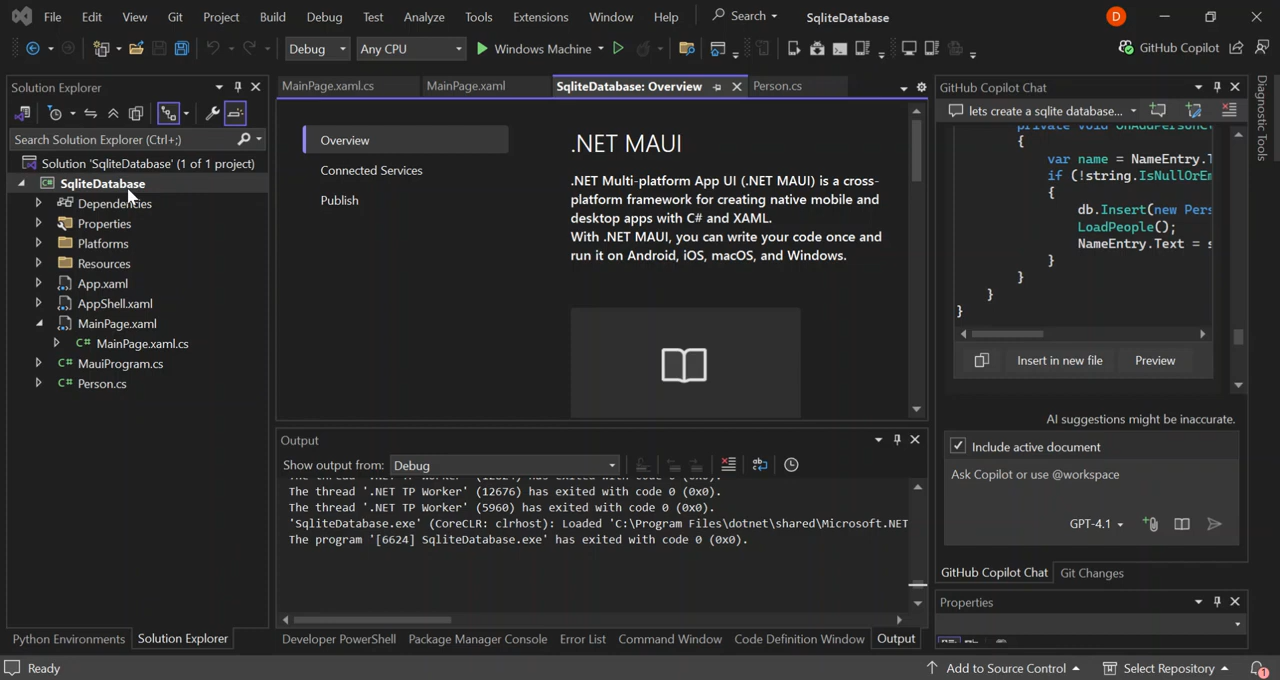 File Edit View Git Project Build Debug Test Analyze Tools Extensions Window Help Search SqliteDatabase D
Debug Any CPU Windows Machine GitHub Copilot
Solution Explorer
Search Solution Explorer (Ctrl+;)
Solution 'SqliteDatabase' (1 of 1 project)
SqliteDatabase
Dependencies
Properties
Platforms
Resources
App.xaml
AppShell.xaml
MainPage.xaml
MainPage.xaml.cs
MauiProgram.cs
Person.cs
Python Environments Solution Explorer
MainPage.xaml.cs MainPage.xaml SqliteDatabase: Overview Person.cs
Overview
Connected Services
Publish
.NET MAUI
.NET Multi-platform App UI (.NET MAUI) is a cross-
platform framework for creating native mobile and
desktop apps with C# and XAML.
With .NET MAUI, you can write your code once and
run it on Android, iOS, macOS, and Windows.
Output
Show output from: Debug
The thread '.NET TP Worker' (12676) has exited with code 0 (0x0).
The thread '.NET TP Worker' (5960) has exited with code 0 (0x0).
'SqliteDatabase.exe' (CoreCLR: clrhost): Loaded 'C:\Program Files\dotnet\shared\Microsoft.NET
The program '[6624] SqliteDatabase.exe' has exited with code 0 (0x0).
Developer PowerShell Package Manager Console Error List Command Window Code Definition Window Output
GitHub Copilot Chat
lets create a sqlite database...
private void OnAddPersonC
{
var name = NameEntry.T
if (!string.IsNullOrEm
{
db.Insert(new Pers
LoadPeople();
NameEntry.Text = s
}
}
}
}
Insert in new file Preview
AI suggestions might be inaccurate.
Include active document
Ask Copilot or use @workspace
GPT-4.1
GitHub Copilot Chat Git Changes
Properties
Diagnostic Tools
Ready Add to Source Control Select Repository 1